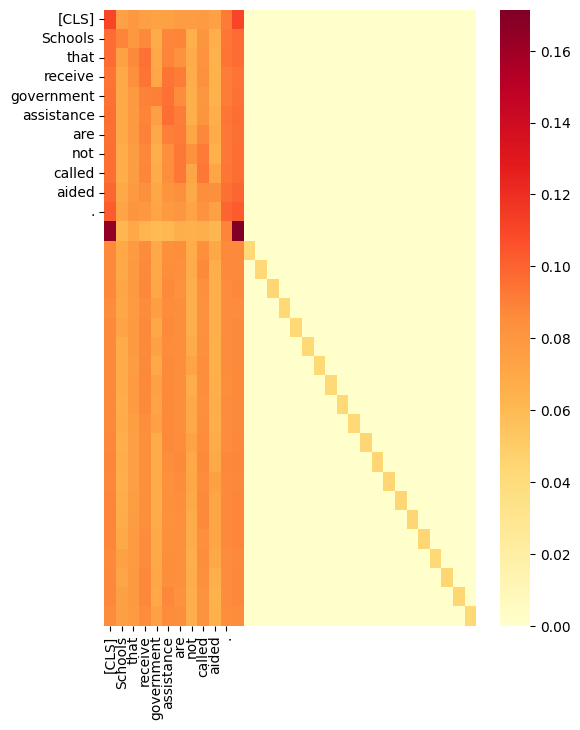 [CLS]
Schools
that
receive
government
assistance
are
not
called
aided
.
0.16
0.14
0.12
0.10
0.08
0.06
0.04
0.02
0.00
[CLS]
Schools
that
receive
government
assistance
are
not
called
aided
.